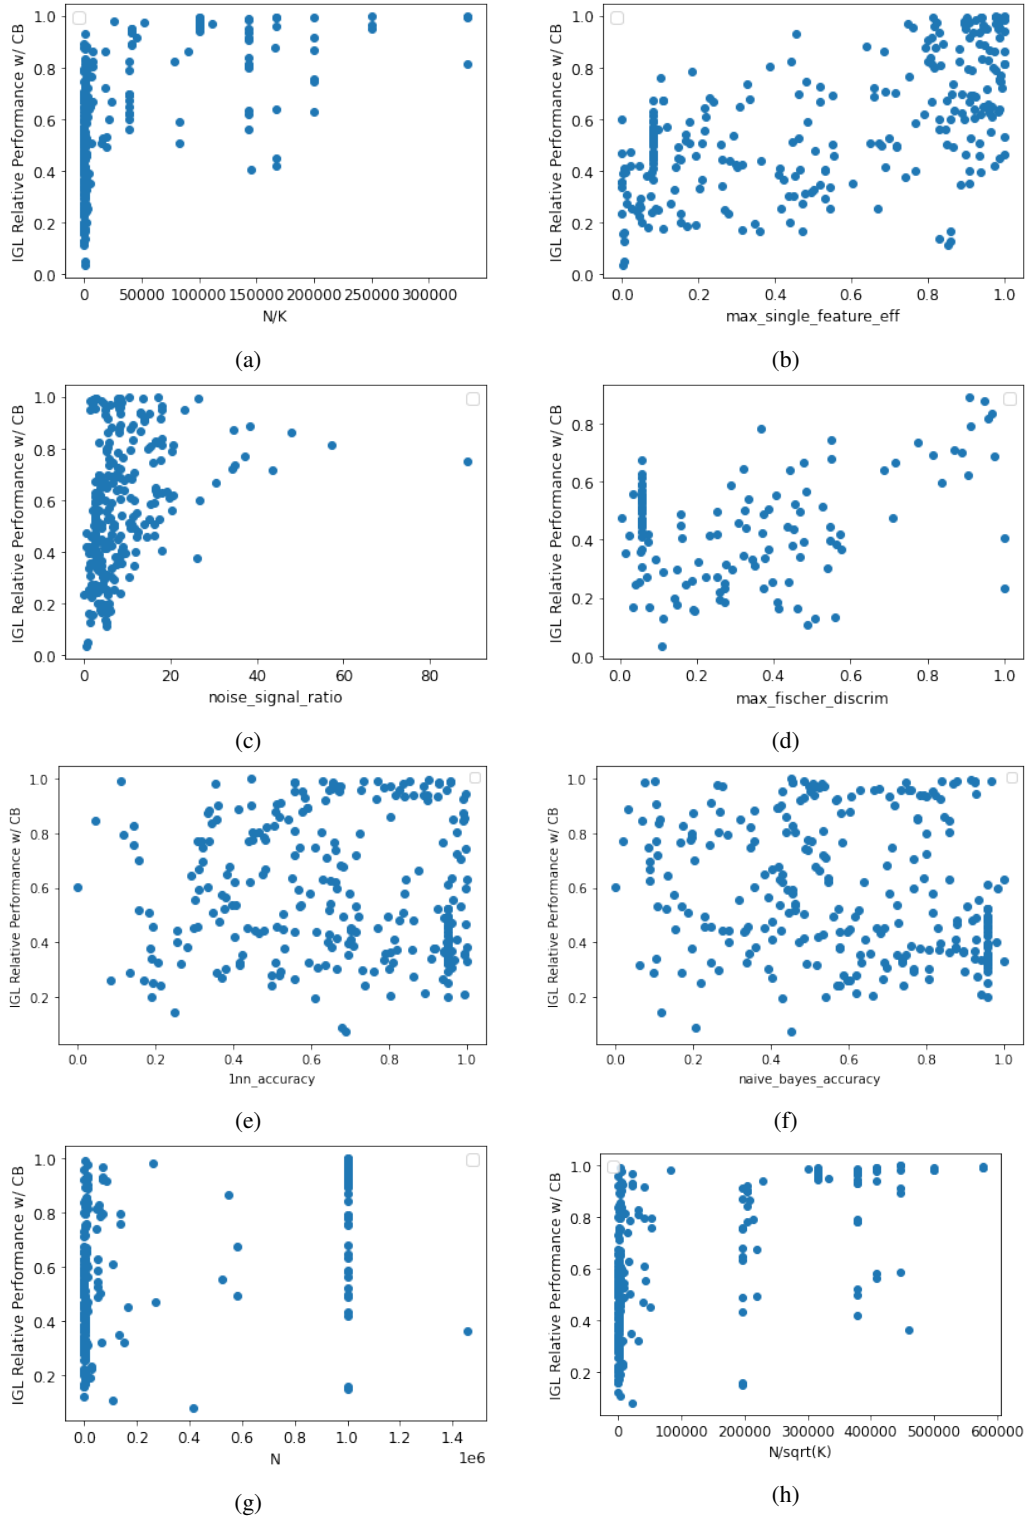 IGL Relative Performance w/ CB
1.0
0.8
0.6
0.4
0.2
0.0
0 50000 100000 150000 200000 250000 300000
N/K
(a)
IGL Relative Performance w/ CB
1.0
0.8
0.6
0.4
0.2
0.0
0.0 0.2 0.4 0.6 0.8 1.0
max_single_feature_eff
(b)
IGL Relative Performance w/ CB
1.0
0.8
0.6
0.4
0.2
0.0
0 20 40 60 80
noise_signal_ratio
(c)
IGL Relative Performance w/ CB
0.8
0.6
0.4
0.2
0.0
0.0 0.2 0.4 0.6 0.8 1.0
max_fischer_discrim
(d)
IGL Relative Performance w/ CB
1.0
0.8
0.6
0.4
0.2
0.0 0.2 0.4 0.6 0.8 1.0
1nn_accuracy
(e)
IGL Relative Performance w/ CB
1.0
0.8
0.6
0.4
0.2
0.0 0.2 0.4 0.6 0.8 1.0
naive_bayes_accuracy
(f)
IGL Relative Performance w/ CB
1.0
0.8
0.6
0.4
0.2
0.0 0.2 0.4 0.6 0.8 1.0 1.2 1.4
1e6
N
(g)
IGL Relative Performance w/ CB
1.0
0.8
0.6
0.4
0.2
0 100000 200000 300000 400000 500000 600000
N/sqrt(K)
(h)